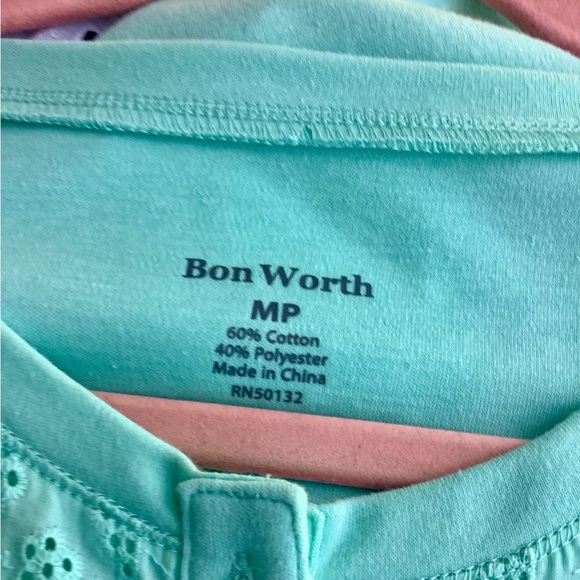 Bon Worth
MP
60% Cotton
40% Polyester
Made in China
RN50132